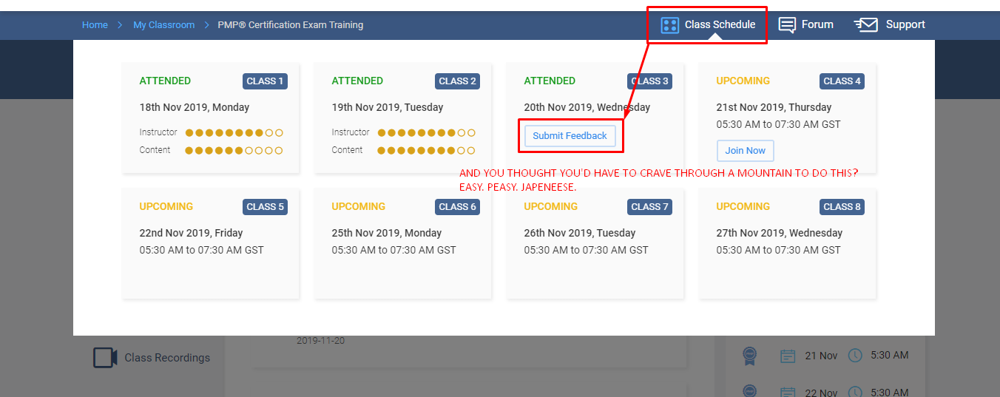 Home > My Classroom > PMP® Certification Exam Training
Class Schedule
Forum
Support
ATTENDED CLASS 1
18th Nov 2019, Monday
Instructor
Content
ATTENDED CLASS 2
19th Nov 2019, Tuesday
Instructor
Content
ATTENDED CLASS 3
20th Nov 2019, Wednesday
Submit Feedback
UPCOMING CLASS 4
21st Nov 2019, Thursday
05:30 AM to 07:30 AM GST
Join Now
AND YOU THOUGHT YOU'D HAVE TO CRAVE THROUGH A MOUNTAIN TO DO THIS?
EASY. PEASY. JAPENEESE.
UPCOMING CLASS 5
22nd Nov 2019, Friday
05:30 AM to 07:30 AM GST
UPCOMING CLASS 6
25th Nov 2019, Monday
05:30 AM to 07:30 AM GST
UPCOMING CLASS 7
26th Nov 2019, Tuesday
05:30 AM to 07:30 AM GST
UPCOMING CLASS 8
27th Nov 2019, Wednesday
05:30 AM to 07:30 AM GST
2019-11-20
Class Recordings
21 Nov 5:30 AM
22 Nov 5:30 AM